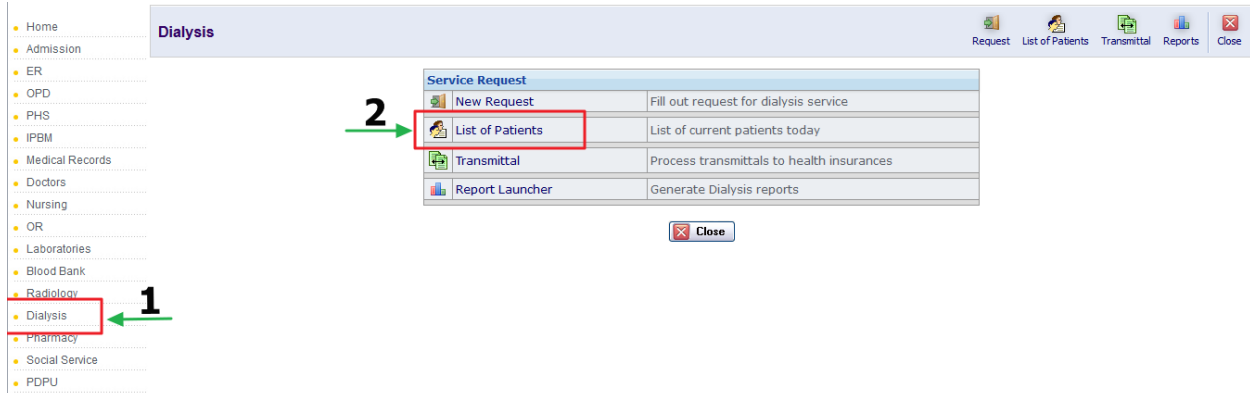 Home
Admission
ER
OPD
PHS
IPBM
Medical Records
Doctors
Nursing
OR
Laboratories
Blood Bank
Radiology
Dialysis
Pharmacy
Social Service
PDPU
1
Dialysis
Request List of Patients Transmittal Reports Close
Service Request
New Request Fill out request for dialysis service
2
List of Patients List of current patients today
Transmittal Process transmittals to health insurances
Report Launcher Generate Dialysis reports
Close